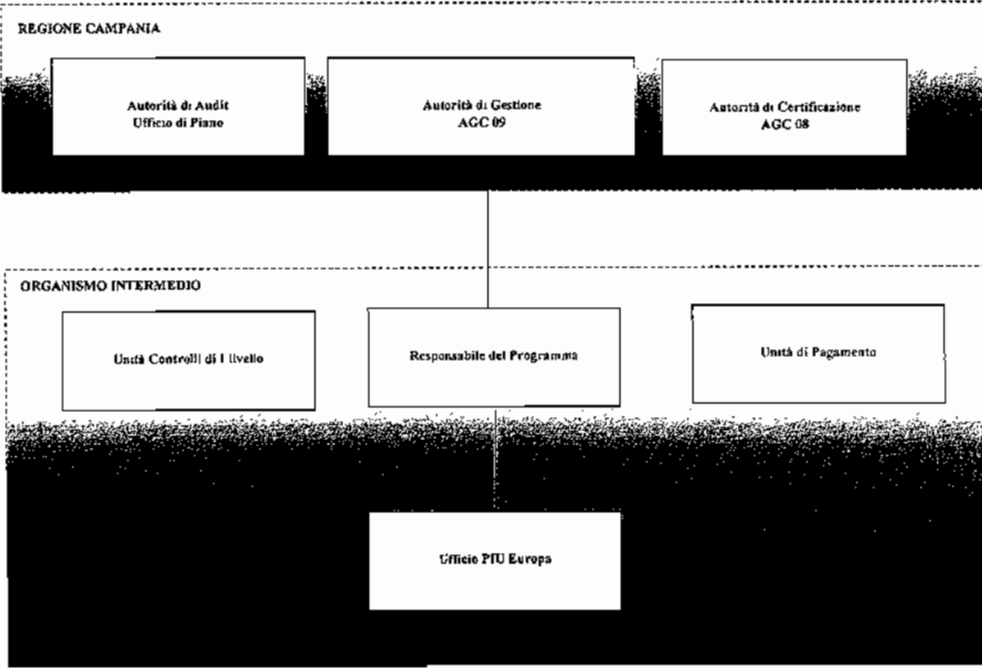 REGIONE CAMPANIA
Autorità di Audit
Ufficio di Piano
Autorità di Gestione
AGC 09
Autorità di Certificazione
AGC 08
ORGANISMO INTERMEDIO
Unità Controlli di I livello
Responsabile del Programma
Unità di Pagamento
Ufficio PIU Europa